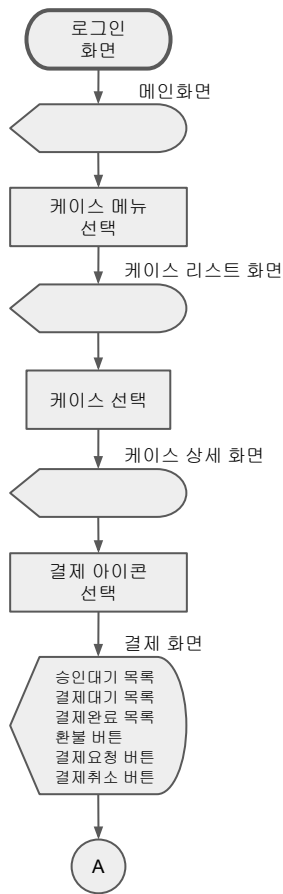 로그인
화면
메인화면
케이스 메뉴
선택
케이스 리스트 화면
케이스 선택
케이스 상세 화면
결제 아이콘
선택
결제 화면
승인대기 목록
결제대기 목록
결제완료 목록
환불 버튼
결제요청 버튼
결제취소 버튼
A